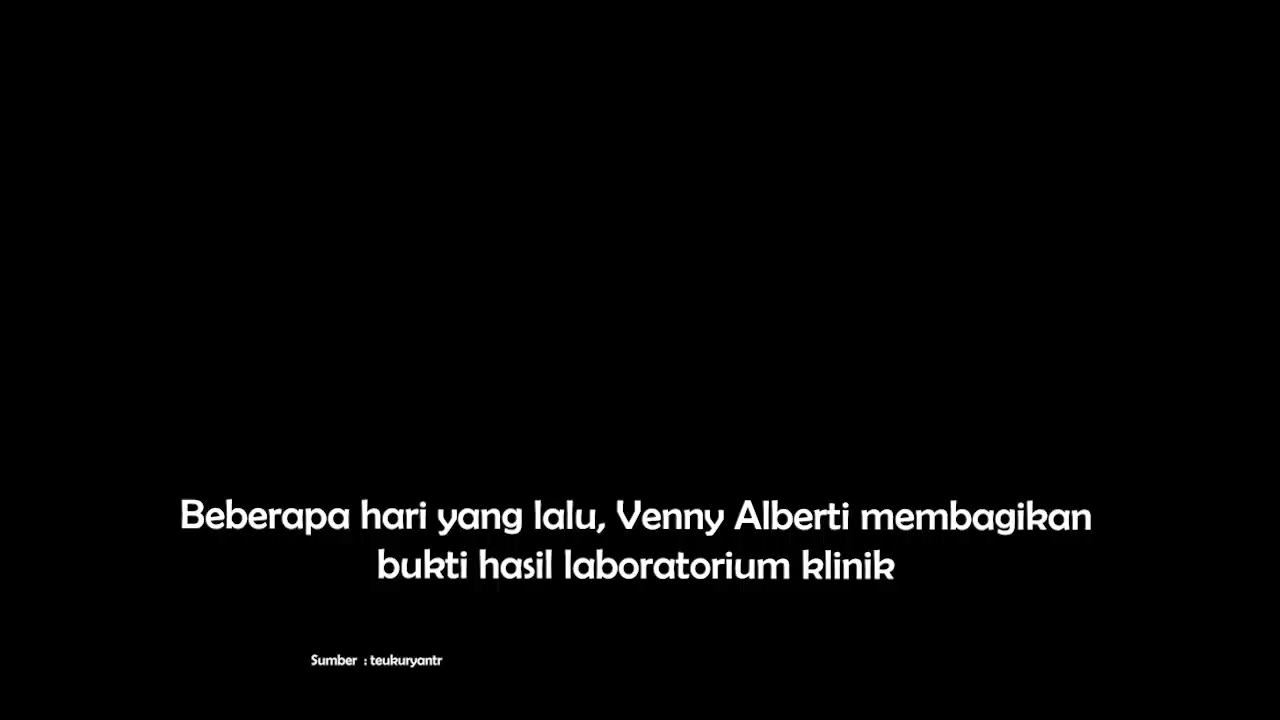 Beberapa hari yang lalu, Venny Alberti membagikan
bukti hasil laboratorium klinik
Sumber : teukuryantr